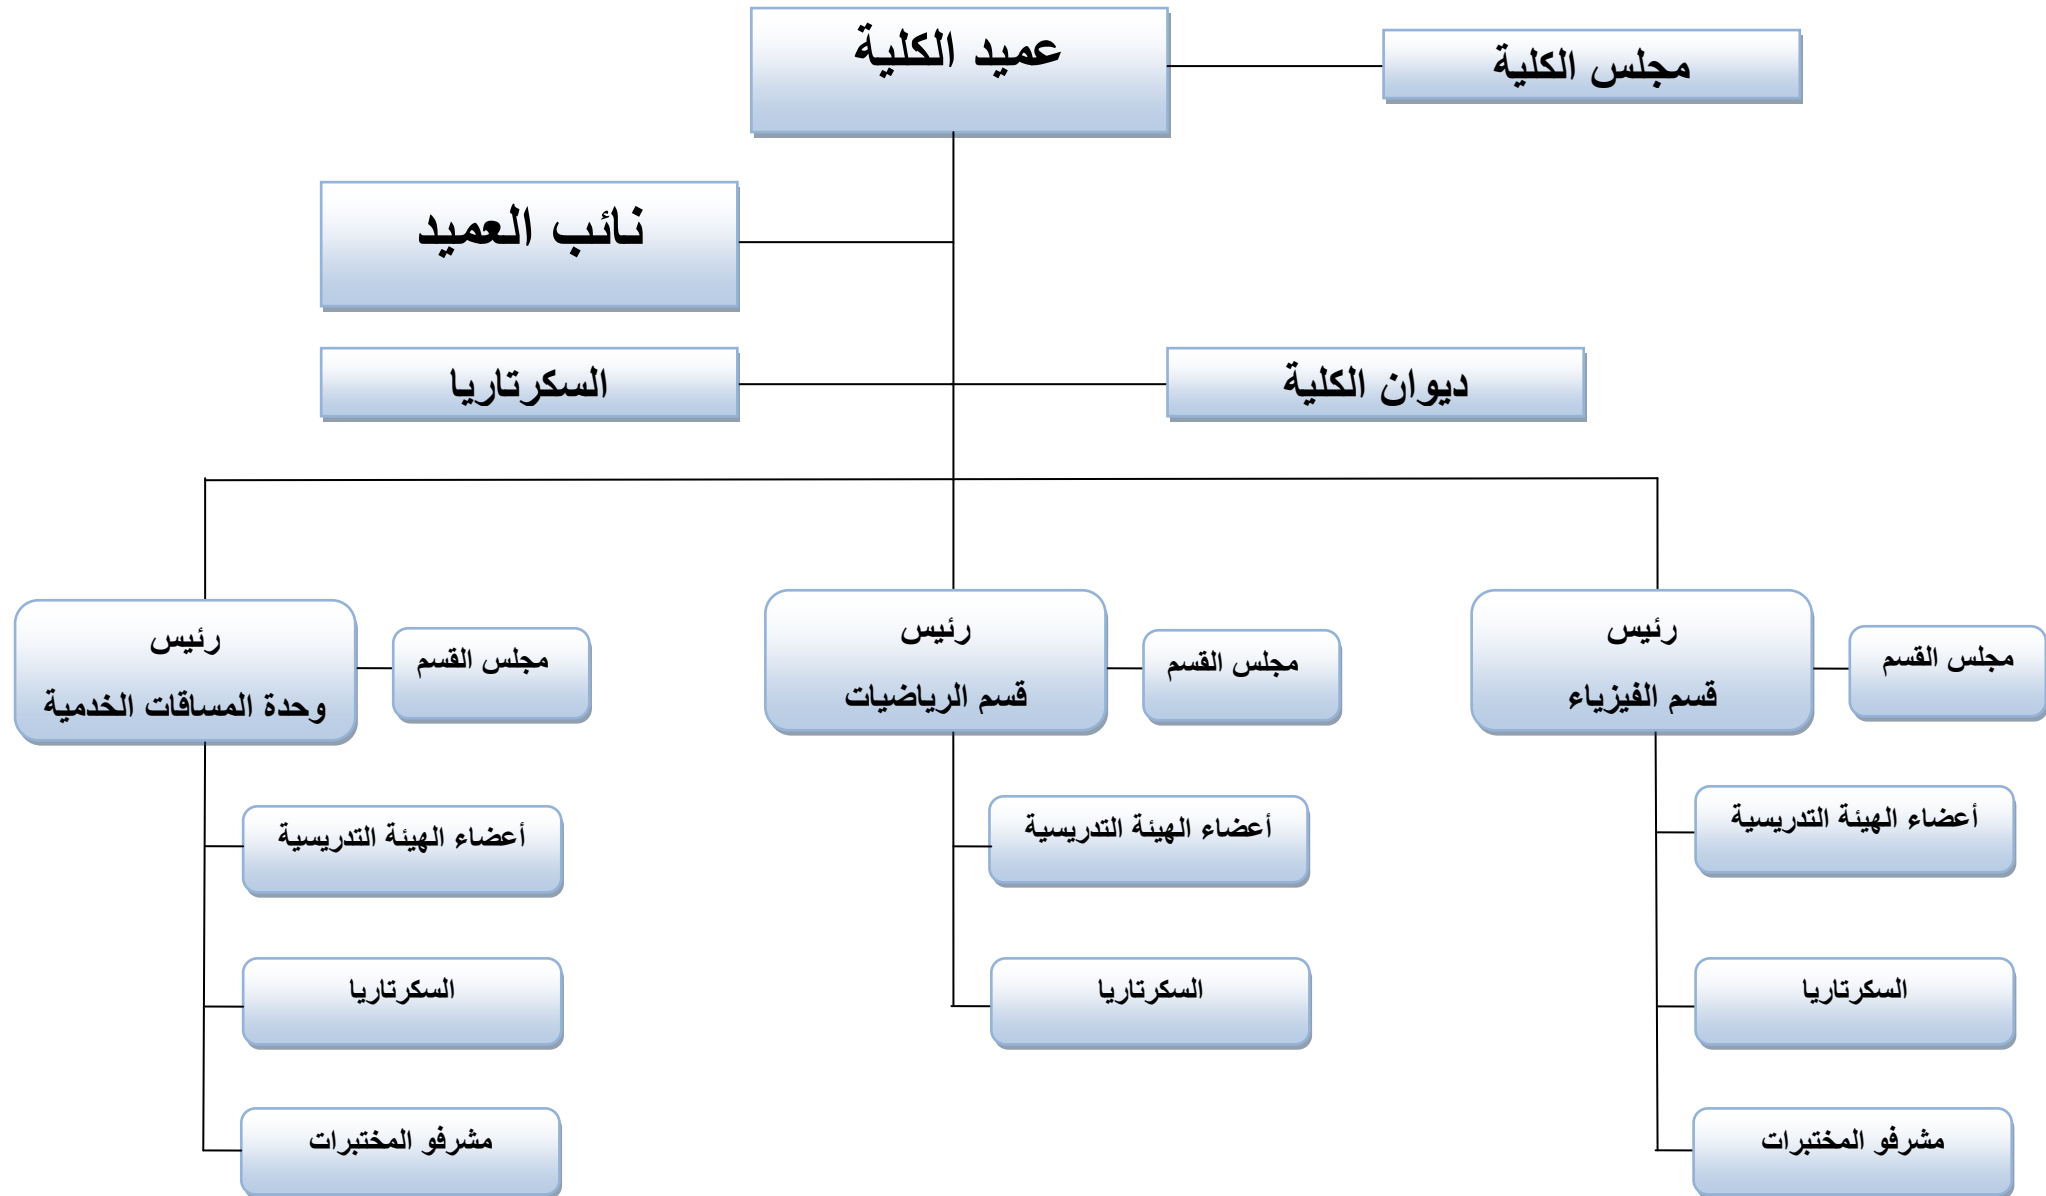 عميد الكلية
مجلس الكلية
نائب العميد
ديوان الكلية
السكرتاريا
رئيس
قسم الفيزياء
مجلس القسم
أعضاء الهيئة التدريسية
السكرتاريا
مشرفو المختبرات
رئيس
قسم الرياضيات
مجلس القسم
أعضاء الهيئة التدريسية
السكرتاريا
رئيس
وحدة المساقات الخدمية
مجلس القسم
أعضاء الهيئة التدريسية
السكرتاريا
مشرفو المختبرات